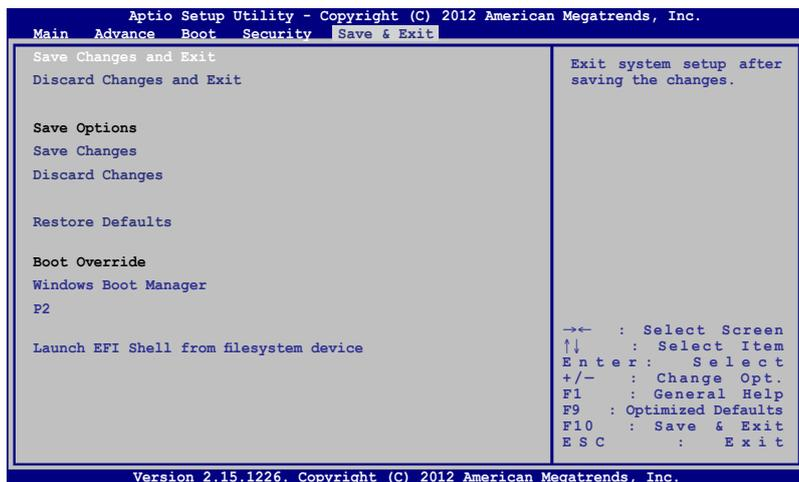 Aptio Setup Utility - Copyright (C) 2012 American Megatrends, Inc.
Main Advance Boot Security Save & Exit
Save Changes and Exit
Discard Changes and Exit
Save Options
Save Changes
Discard Changes
Restore Defaults
Boot Override
Windows Boot Manager
P2
Launch EFI Shell from filesystem device
Exit system setup after
saving the changes.
→← : Select Screen
↑↓ : Select Item
Enter: Select
+/— : Change Opt.
F1 : General Help
F9 : Optimized Defaults
F10 : Save & Exit
ESC : Exit
Version 2.15.1226. Copyright (C) 2012 American Megatrends, Inc.